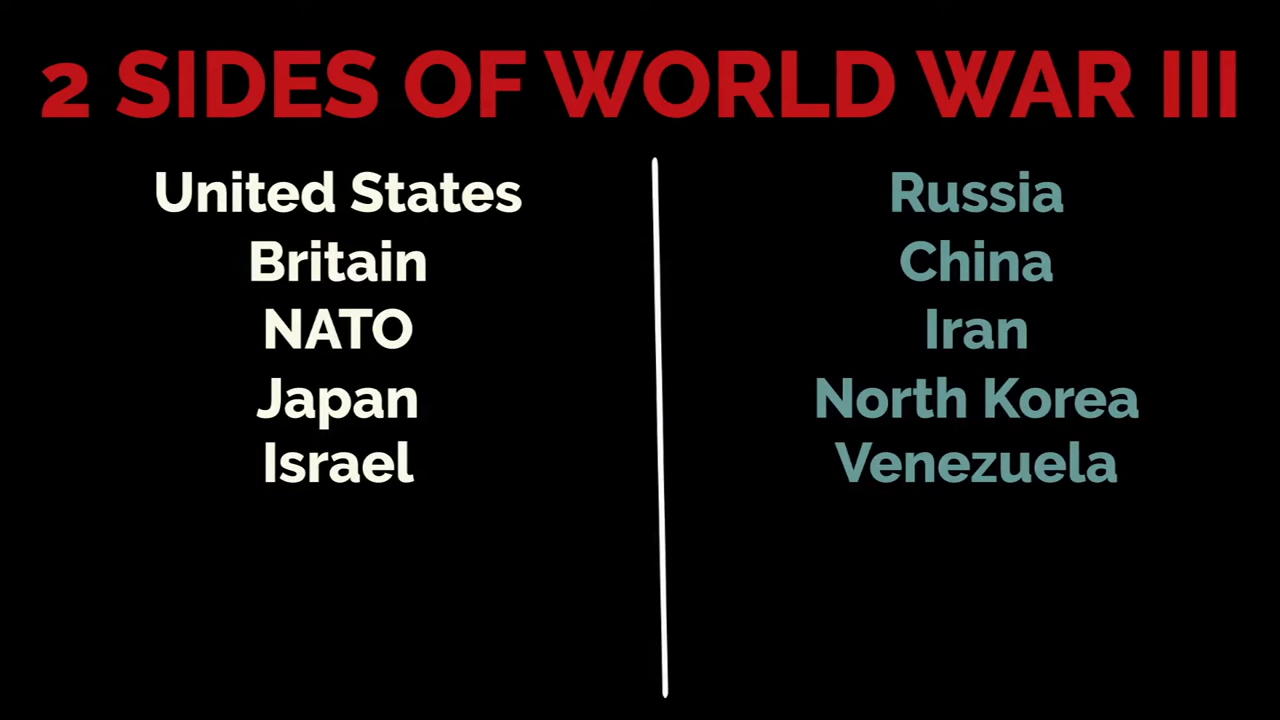 2 SIDES OF WORLD WAR III
United States
Britain
NATO
Japan
Israel
Russia
China
Iran
North Korea
Venezuela